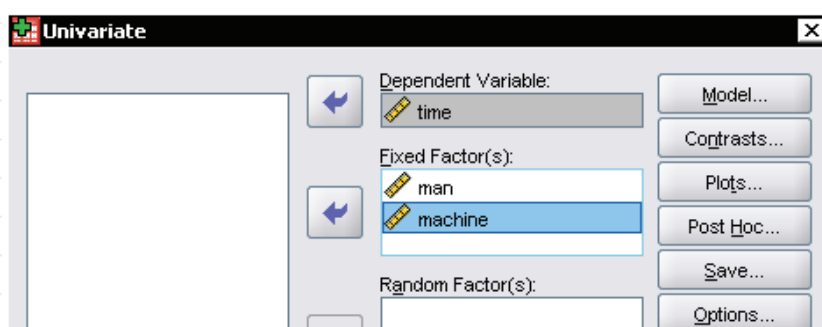 Univariate
Dependent Variable:
time
Fixed Factor(s):
man
machine
Random Factor(s):
Model...
Contrasts...
Plots...
Post Hoc...
Save...
Options...